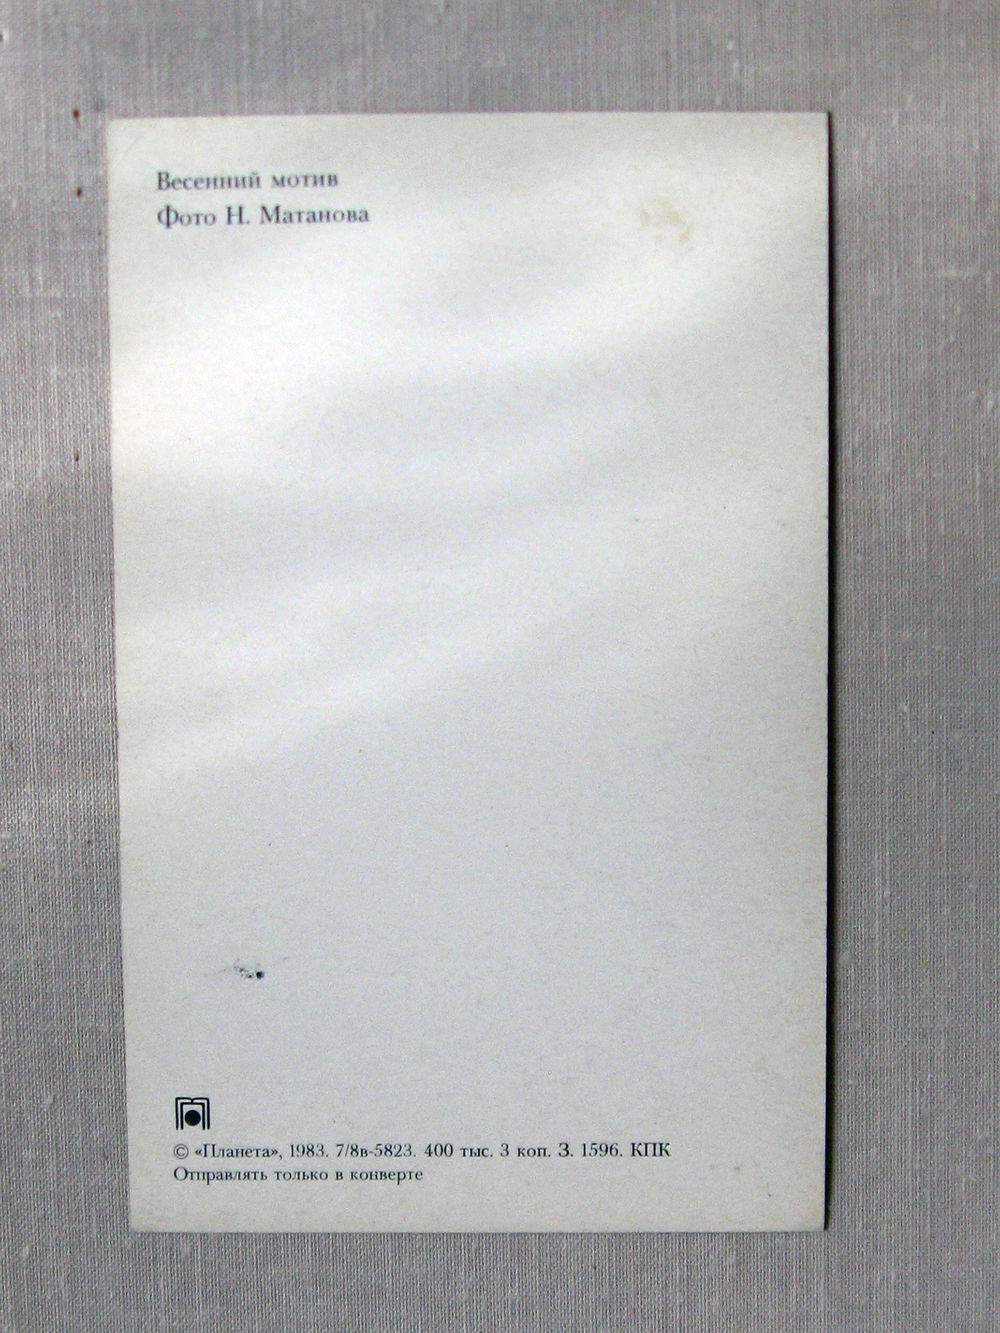 Весенний мотив
Фото Н. Матанова
© «Планета», 1983. 7/8в-5823. 400 тыс. 3 коп. З. 1596. КПК
Отправлять только в конверте